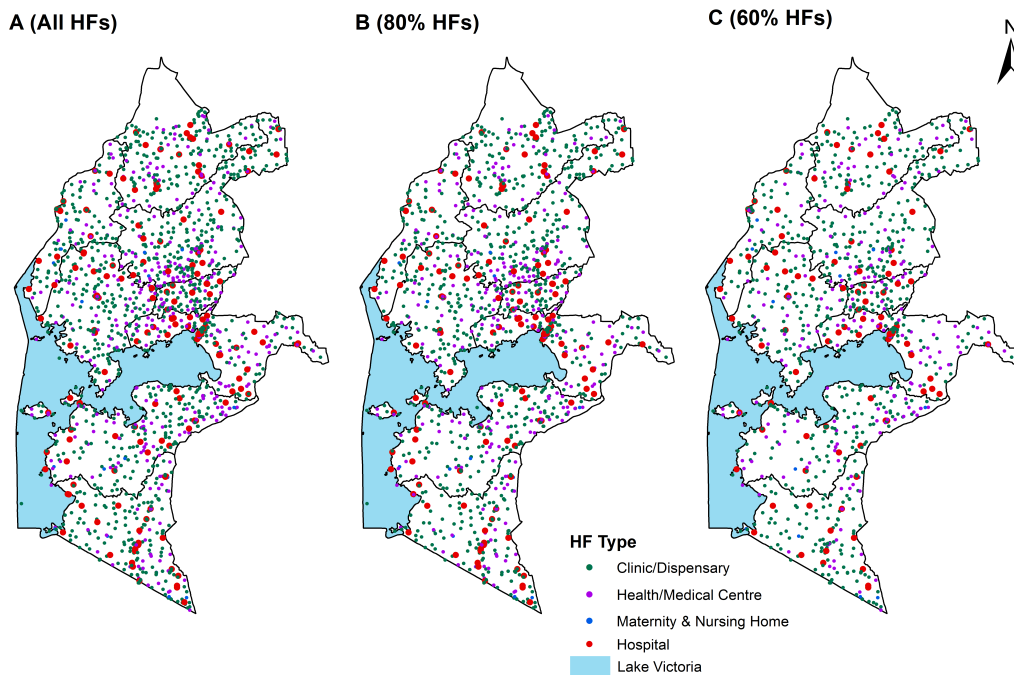 A (All HFs)
B (80% HFs)
C (60% HFs)
N
HF Type
Clinic/Dispensary
Health/Medical Centre
Maternity & Nursing Home
Hospital
Lake Victoria